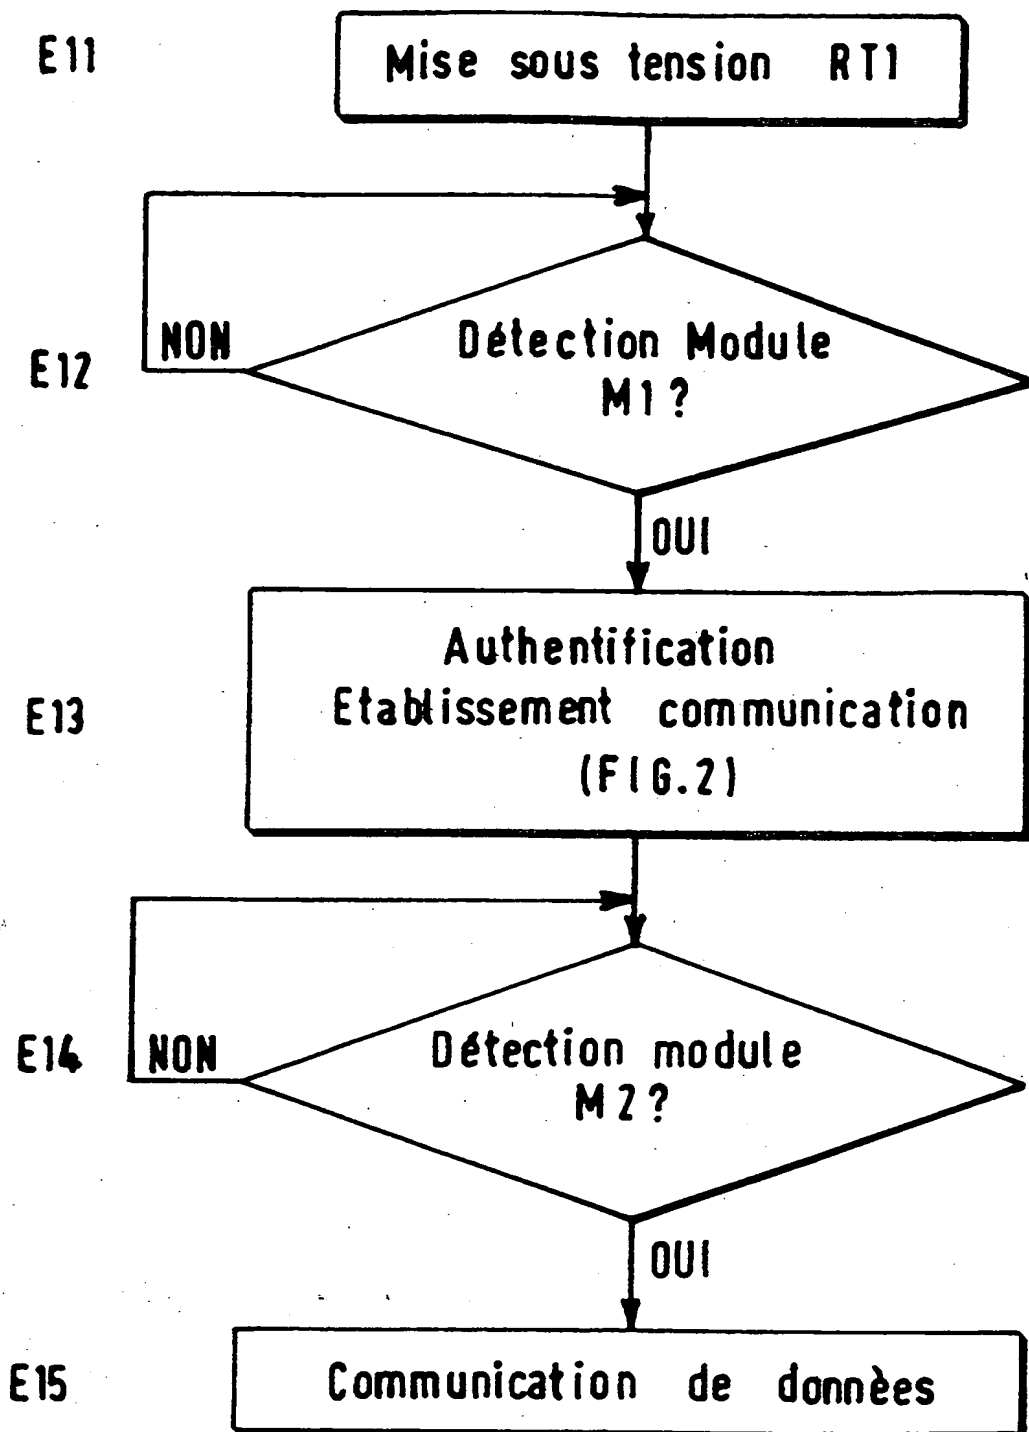 E11
Mise sous tension RT1
NON
E12
Détection Module
M1?
OUI
Authentification
E13
Etablissement communication
(FIG.2)
E14
NON
Détection module
M2?
OUI
E15
Communication de donnèes